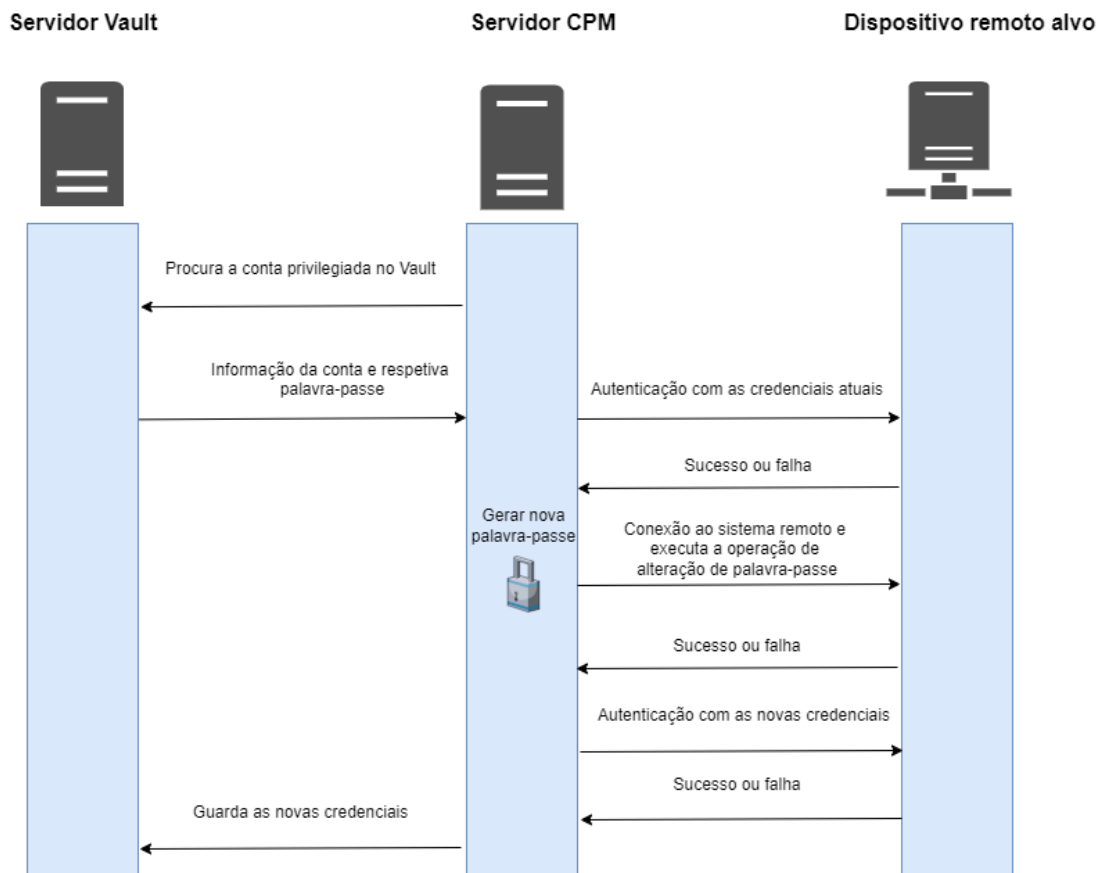 Servidor Vault
Servidor CPM
Dispositivo remoto alvo
Procura a conta privilegiada no Vault
Informação da conta e respetiva
palavra-passe
Autenticação com as credenciais atuais
Sucesso ou falha
Gerar nova
palavra-passe
Conexão ao sistema remoto e
executa a operação de
alteração de palavra-passe
Sucesso ou falha
Autenticação com as novas credenciais
Sucesso ou falha
Guarda as novas credenciais